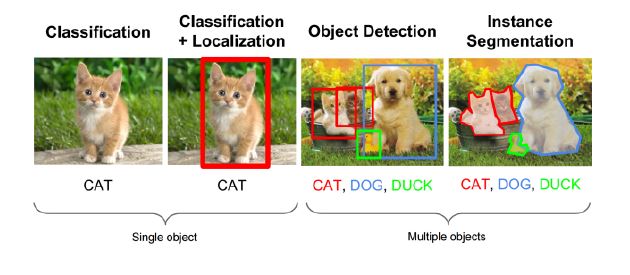 Classification
Classification
+ Localization
Object Detection
Instance
Segmentation
CAT
CAT
CAT, DOG, DUCK
CAT, DOG, DUCK
Single object
Multiple objects